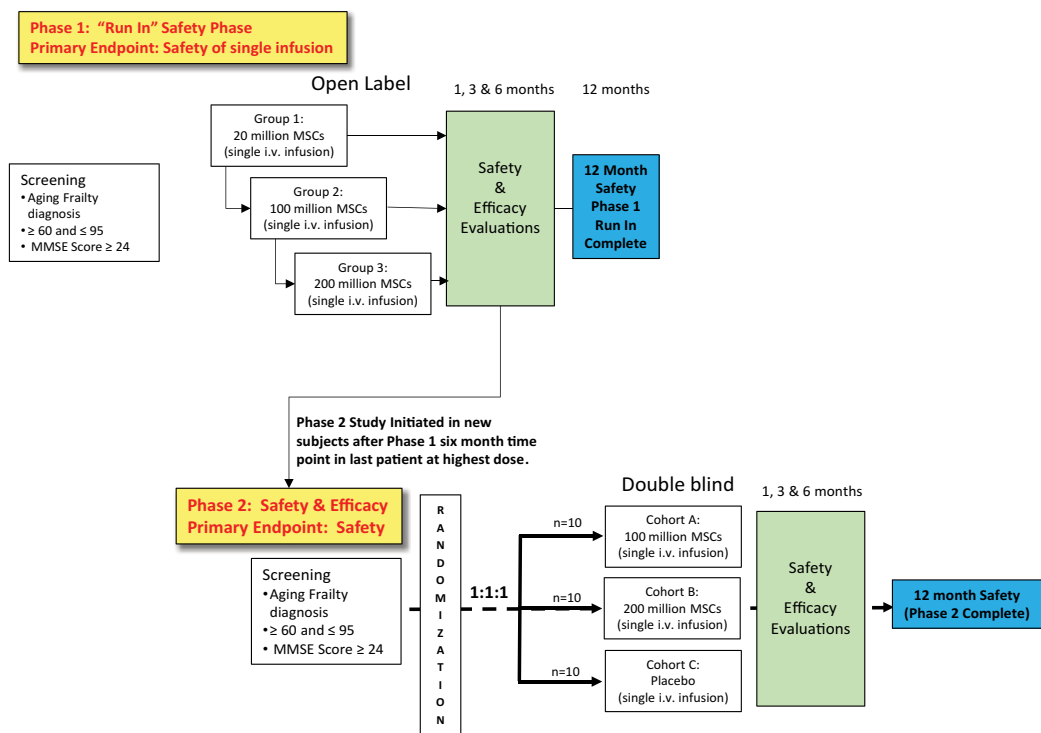 Phase 1: “Run In” Safety Phase
Primary Endpoint: Safety of single infusion
Open Label
1, 3 & 6 months
12 months
Group 1:
20 million MSCs
(single i.v. infusion)
Screening
•Aging Frailty
diagnosis
•≥ 60 and ≤ 95
• MMSE Score ≥ 24
Group 2:
100 million MSCs
(single i.v. infusion)
Group 3:
200 million MSCs
(single i.v. infusion)
Safety
&
Efficacy
Evaluations
12 Month
Safety
Phase 1
Run In
Complete
Phase 2 Study Initiated in new
subjects after Phase 1 six month time
point in last patient at highest dose.
Phase 2: Safety & Efficacy
Primary Endpoint: Safety
Screening
•Aging Frailty
diagnosis
•≥ 60 and ≤ 95
• MMSE Score ≥ 24
R
A
N
D
O
M
I
Z
A
T
I
O
N
1:1:1
Double blind
1, 3 & 6 months
n=10
Cohort A:
100 million MSCs
(single i.v. infusion)
n=10
Cohort B:
200 million MSCs
(single i.v. infusion)
n=10
Cohort C:
Placebo
(single i.v. infusion)
Safety
&
Efficacy
Evaluations
12 month Safety
(Phase 2 Complete)